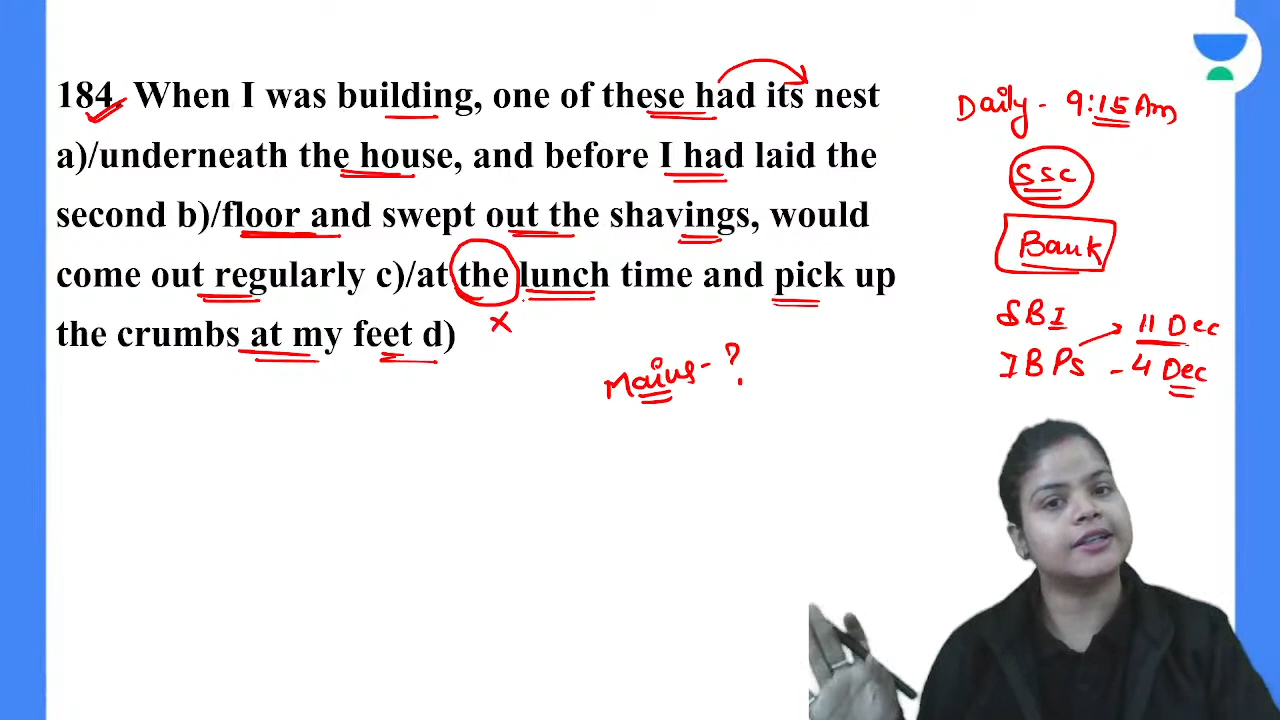 184. When I was building, one of these had its nest
a)/underneath the house, and before I had laid the
second b)/floor and swept out the shavings, would
come out regularly c)/at the lunch time and pick up
the crumbs at my feet d)
Mains - ?
Daily - 9:15 Am
SSC
Bank
SBI
11 Dec
IBPS - 4 Dec